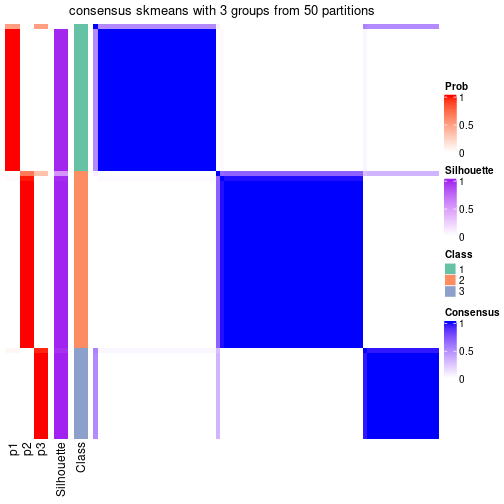 consensus skmeans with 3 groups from 50 partitions
Prob
1
0.5
0
Silhouette
1
0.5
0
Class
1
2
3
Consensus
1
0.5
0
p1
p2
p3
Silhouette
Class